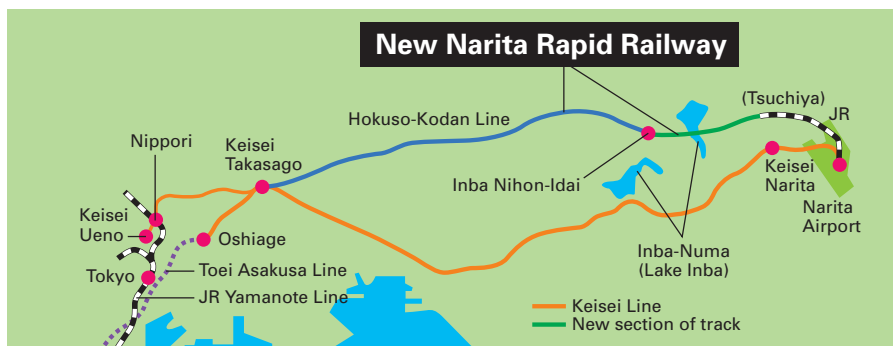 New Narita Rapid Railway
(Tsuchiya)
JR
Hokuso-Kodan Line
Nippori
Keisei
Takasago
Inba Nihon-Idai
Keisei
Narita
Keisei
Ueno
Oshiage
Narita
Airport
Inba-Numa
(Lake Inba)
Tokyo
Toei Asakusa Line
JR Yamanote Line
Keisei Line
New section of track